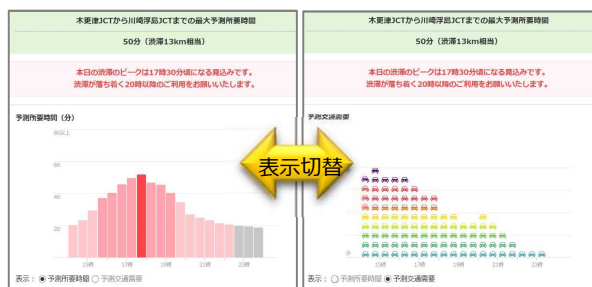 木更津JCTから川崎浮島JCTまでの最大予測所要時間
50分（渋滞13km相当）
本日の渋滞のピークは17時30分頃になる見込みです。
渋滞が落ち着く20時以降のご利用をお願いいたします。
予測所要時間（分）
80以上
60
40
20
15時 17時 19時 21時 23時
表示： 予測所要時間 予測交通需要
表示切替
木更津JCTから川崎浮島JCTまでの最大予測所要時間
50分（渋滞13km相当）
本日の渋滞のピークは17時30分頃になる見込みです。
渋滞が落ち着く20時以降のご利用をお願いいたします。
予測交通需要
15時 17時 19時 21時 23時
表示： 予測所要時間 予測交通需要